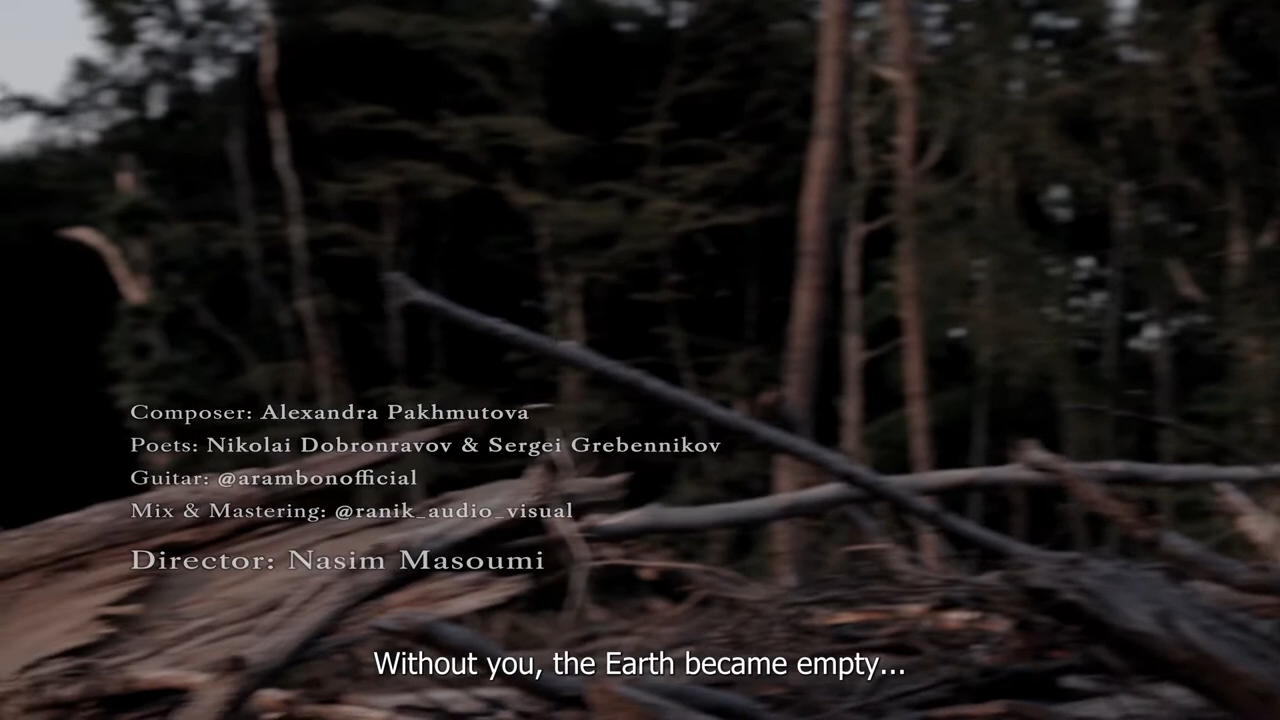 Composer: Alexandra Pakhmutova
Poets: Nikolai Dobronravov & Sergei Grebennikov
Guitar: @arambonofficial
Mix & Mastering: @ranik_audio_visual
Director: Nasim Masoumi
Without you, the Earth became empty...